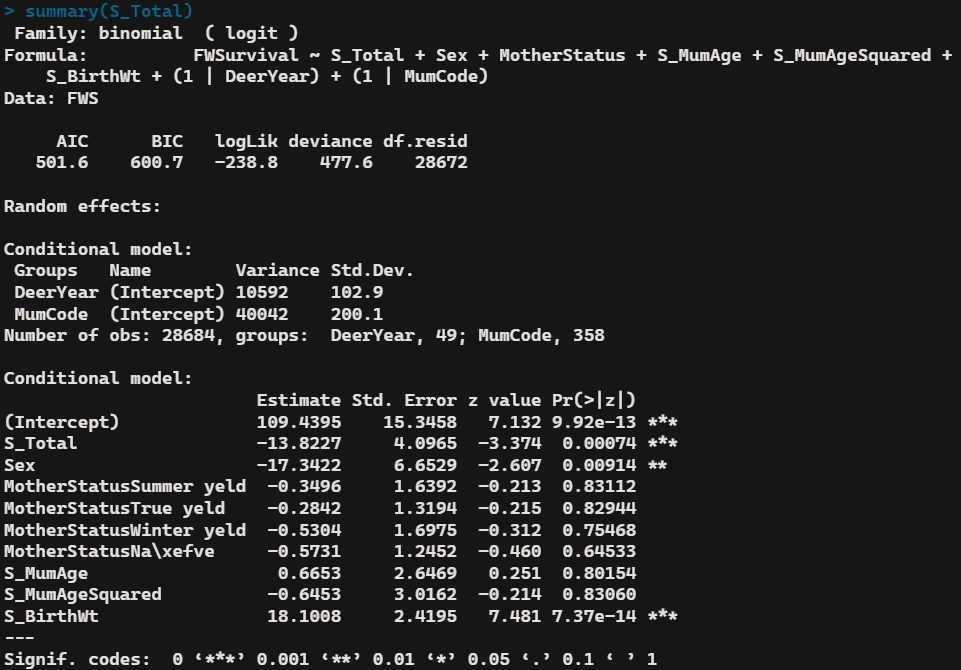 > summary(S_Total)
 Family: binomial  ( logit )
Formula:          FWSurvival ~ S_Total + Sex + MotherStatus + S_MumAge + S_MumAgeSquared +
    S_BirthWt + (1 | DeerYear) + (1 | MumCode)
Data: FWS

     AIC      BIC   logLik deviance df.resid
   501.6    600.7   -238.8    477.6    28672

Random effects:

Conditional model:
 Groups   Name        Variance Std.Dev.
 DeerYear (Intercept) 10592    102.9
 MumCode  (Intercept) 40042    200.1
Number of obs: 28684, groups:  DeerYear, 49; MumCode, 358

Conditional model:
                        Estimate Std. Error z value Pr(>|z|)
(Intercept)             109.4395    15.3458   7.132 9.92e-13 ***
S_Total                 -13.8227     4.0965  -3.374  0.00074 ***
Sex                     -17.3422     6.6529  -2.607  0.00914 **
MotherStatusSummer yeld  -0.3496     1.6392  -0.213  0.83112
MotherStatusTrue yeld    -0.2842     1.3194  -0.215  0.82944
MotherStatusWinter yeld  -0.5304     1.6975  -0.312  0.75468
MotherStatusNa\xefve     -0.5731     1.2452  -0.460  0.64533
S_MumAge                  0.6653     2.6469   0.251  0.80154
S_MumAgeSquared          -0.6453     3.0162  -0.214  0.83060
S_BirthWt                18.1008     2.4195   7.481 7.37e-14 ***
---
Signif. codes:  0 ‘***’ 0.001 ‘**’ 0.01 ‘*’ 0.05 ‘.’ 0.1 ‘ ’ 1